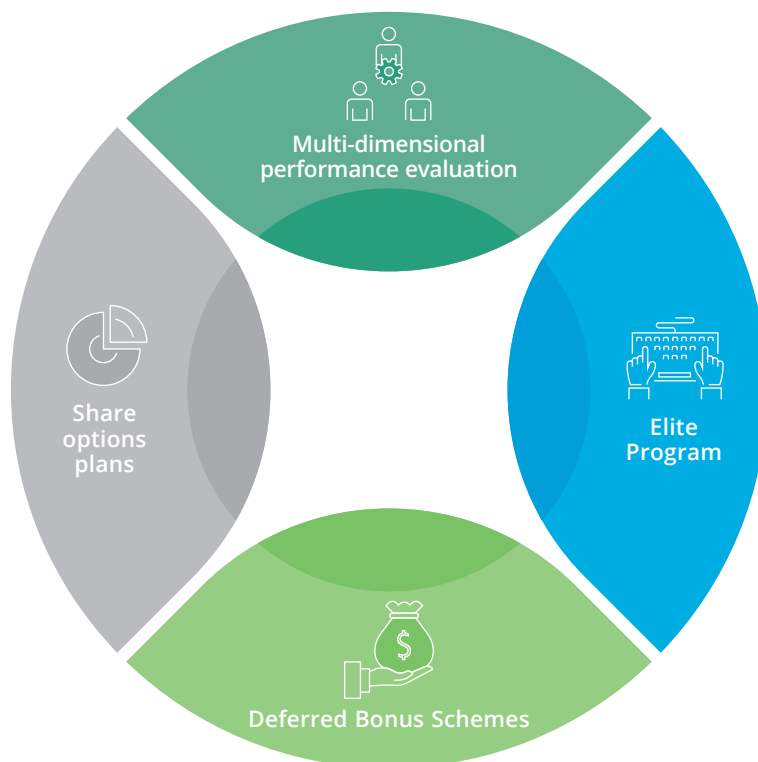 Multi-dimensional
performance evaluation
Share
options
plans
Elite
Program
$
Deferred Bonus Schemes